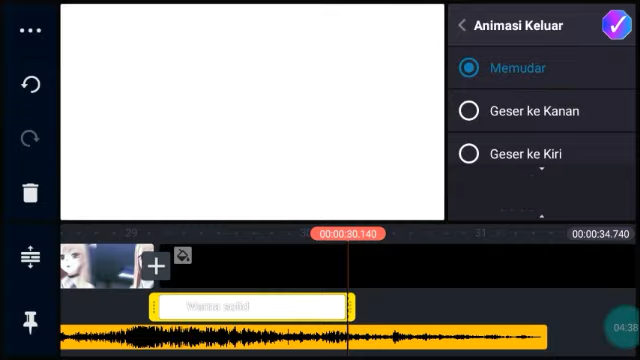 Animasi Keluar
Memudar
Geser ke Kanan
Geser ke Kiri
29
30
00:00:30.140
31
00:00:34.740
Warna solid
04:38